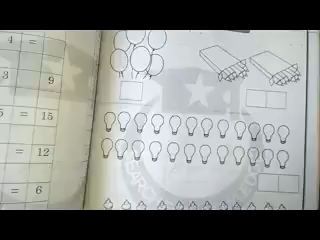 4 =
3 9
5 = 15
= 12
= 6